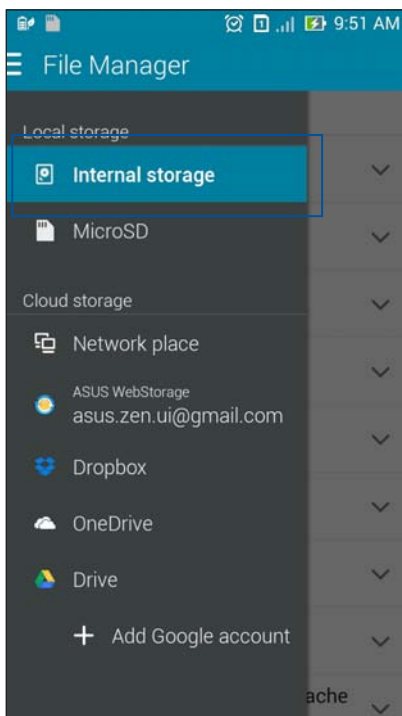 9:51 AM
File Manager
Local storage
Internal storage
MicroSD
Cloud storage
Network place
ASUS WebStorage
asus.zen.ui@gmail.com
Dropbox
OneDrive
Drive
+ Add Google account
ache